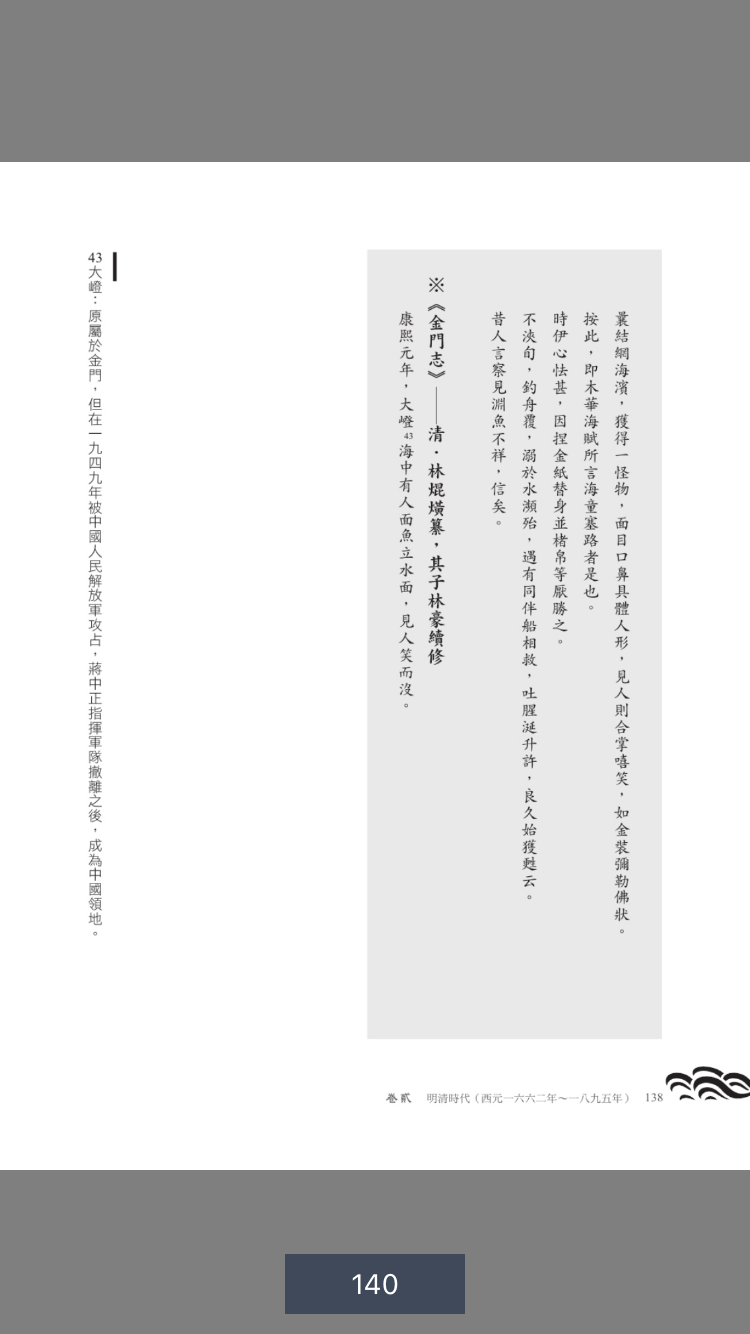 曩結網海濱，獲得一怪物，面目口鼻具體人形，見人則合掌嘻笑，如金裝彌勒佛狀。
按此，即木華海賦所言海童塞路者是也。
時伊心怯甚，因捏金紙替身並楮帛等厭勝之。
不浹旬，釣舟覆，溺於水瀕殆，遇有同伴船相救，吐腥涎升許，良久始獲甦云。
昔人言察見淵魚不祥，信矣。
※《金門志》——清．林焜熿纂，其子林豪續修
康熙元年，大嶝43海中有人面魚立水面，見人笑而沒。
43大嶝：原屬於金門，但在一九四九年被中國人民解放軍攻占，蔣中正指揮軍隊撤離之後，成為中國領地。
卷貳 明清時代（西元一六六二年～一八九五年） 138
140